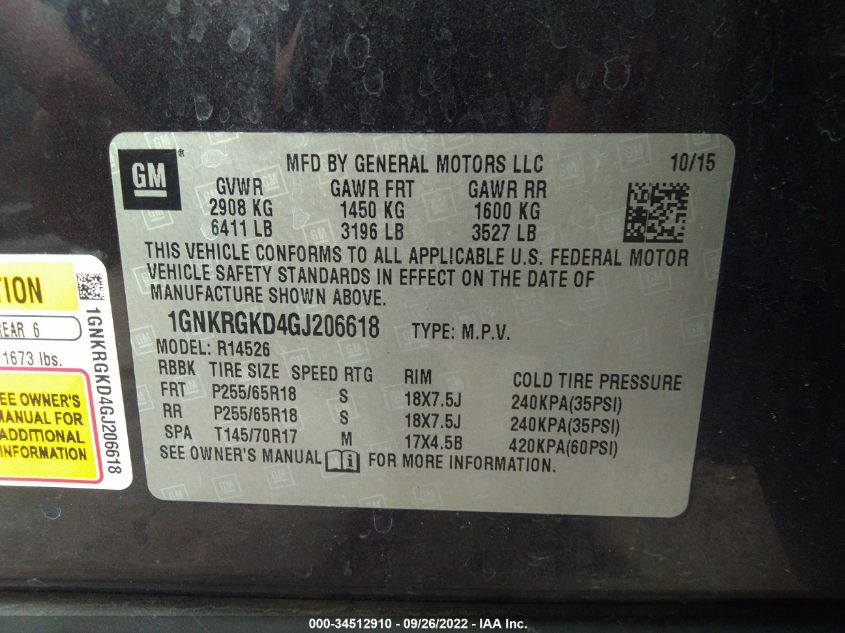 GM
®
MFD BY GENERAL MOTORS LLC 10/15
GVWR GAWR FRT GAWR RR
2908 KG 1450 KG 1600 KG
6411 LB 3196 LB 3527 LB
THIS VEHICLE CONFORMS TO ALL APPLICABLE U.S. FEDERAL MOTOR
VEHICLE SAFETY STANDARDS IN EFFECT ON THE DATE OF
MANUFACTURE SHOWN ABOVE.
1GNKRGKD4GJ206618 TYPE: M.P.V.
MODEL: R14526
RBBK TIRE SIZE SPEED RTG RIM COLD TIRE PRESSURE
FRT P255/65R18 S 18X7.5J 240KPA(35PSI)
RR P255/65R18 S 18X7.5J 240KPA(35PSI)
SPA T145/70R17 M 17X4.5B 420KPA(60PSI)
SEE OWNER'S MANUAL i FOR MORE INFORMATION.
TION
REAR 6
1673 lbs.
SEE OWNER'S
MANUAL FOR
ADDITIONAL
INFORMATION
1GNKRGKD4GJ206618
000-34512910 - 09/26/2022 - IAA Inc.